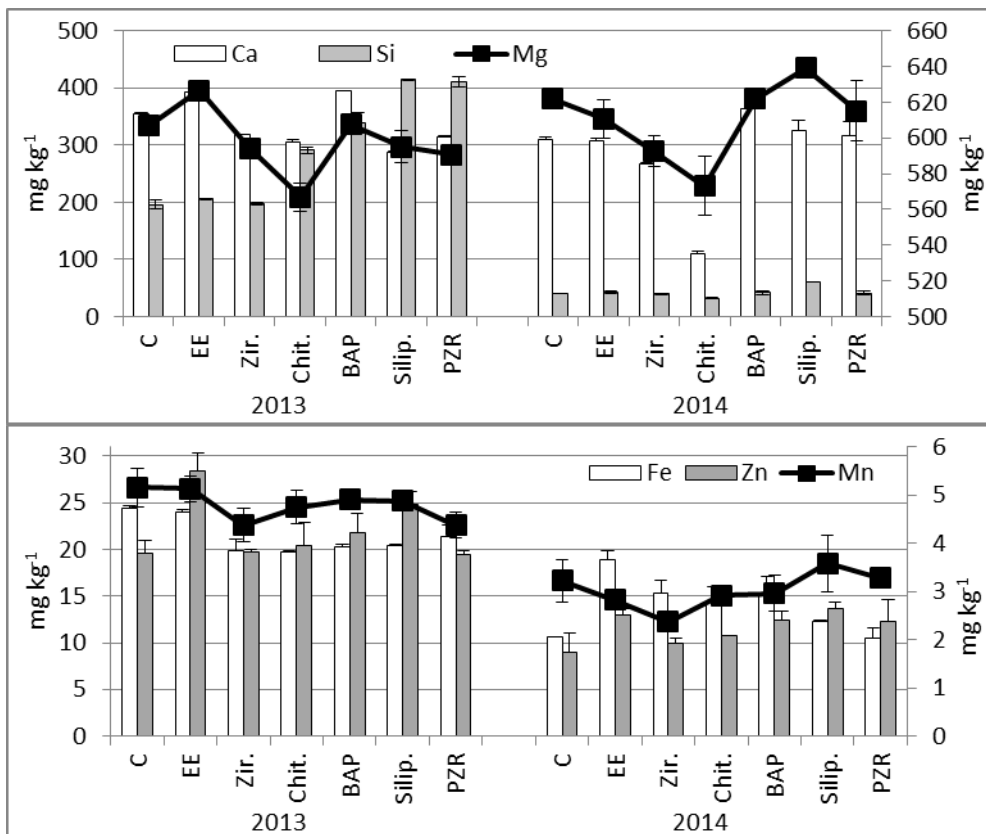 500
400
300
200
100
0
mg kg-1
Ca
Si
Mg
660
640
620
600
580
560
540
520
500
mg kg-1
C
EE
Zir.
Chit.
BAP
Silip.
PZR
C
EE
Zir.
Chit.
BAP
Silip.
PZR
2013
2014
30
25
20
15
10
5
0
mg kg-1
Fe
Zn
Mn
6
5
4
3
2
1
0
mg kg-1
C
EE
Zir.
Chit.
BAP
Silip.
PZR
C
EE
Zir.
Chit.
BAP
Silip.
PZR
2013
2014